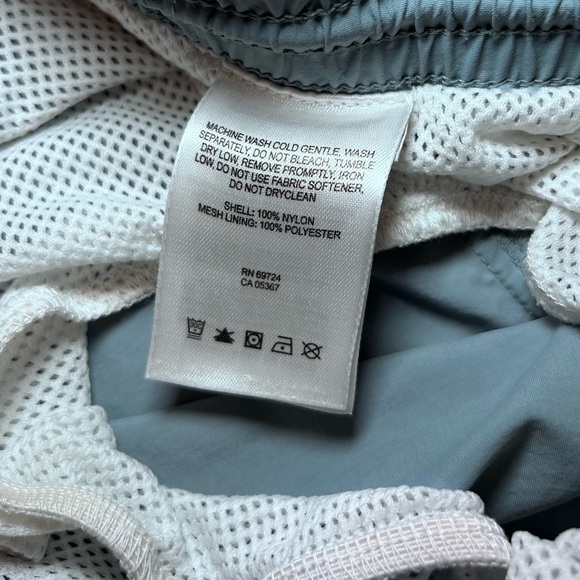 MACHINE WASH COLD GENTLE, WASH
SEPARATELY, DO NOT BLEACH, TUMBLE
DRY LOW, REMOVE PROMPTLY, IRON
LOW, DO NOT USE FABRIC SOFTENER,
DO NOT DRYCLEAN
SHELL: 100% NYLON
MESH LINING: 100% POLYESTER
RN 69724
CA 05367